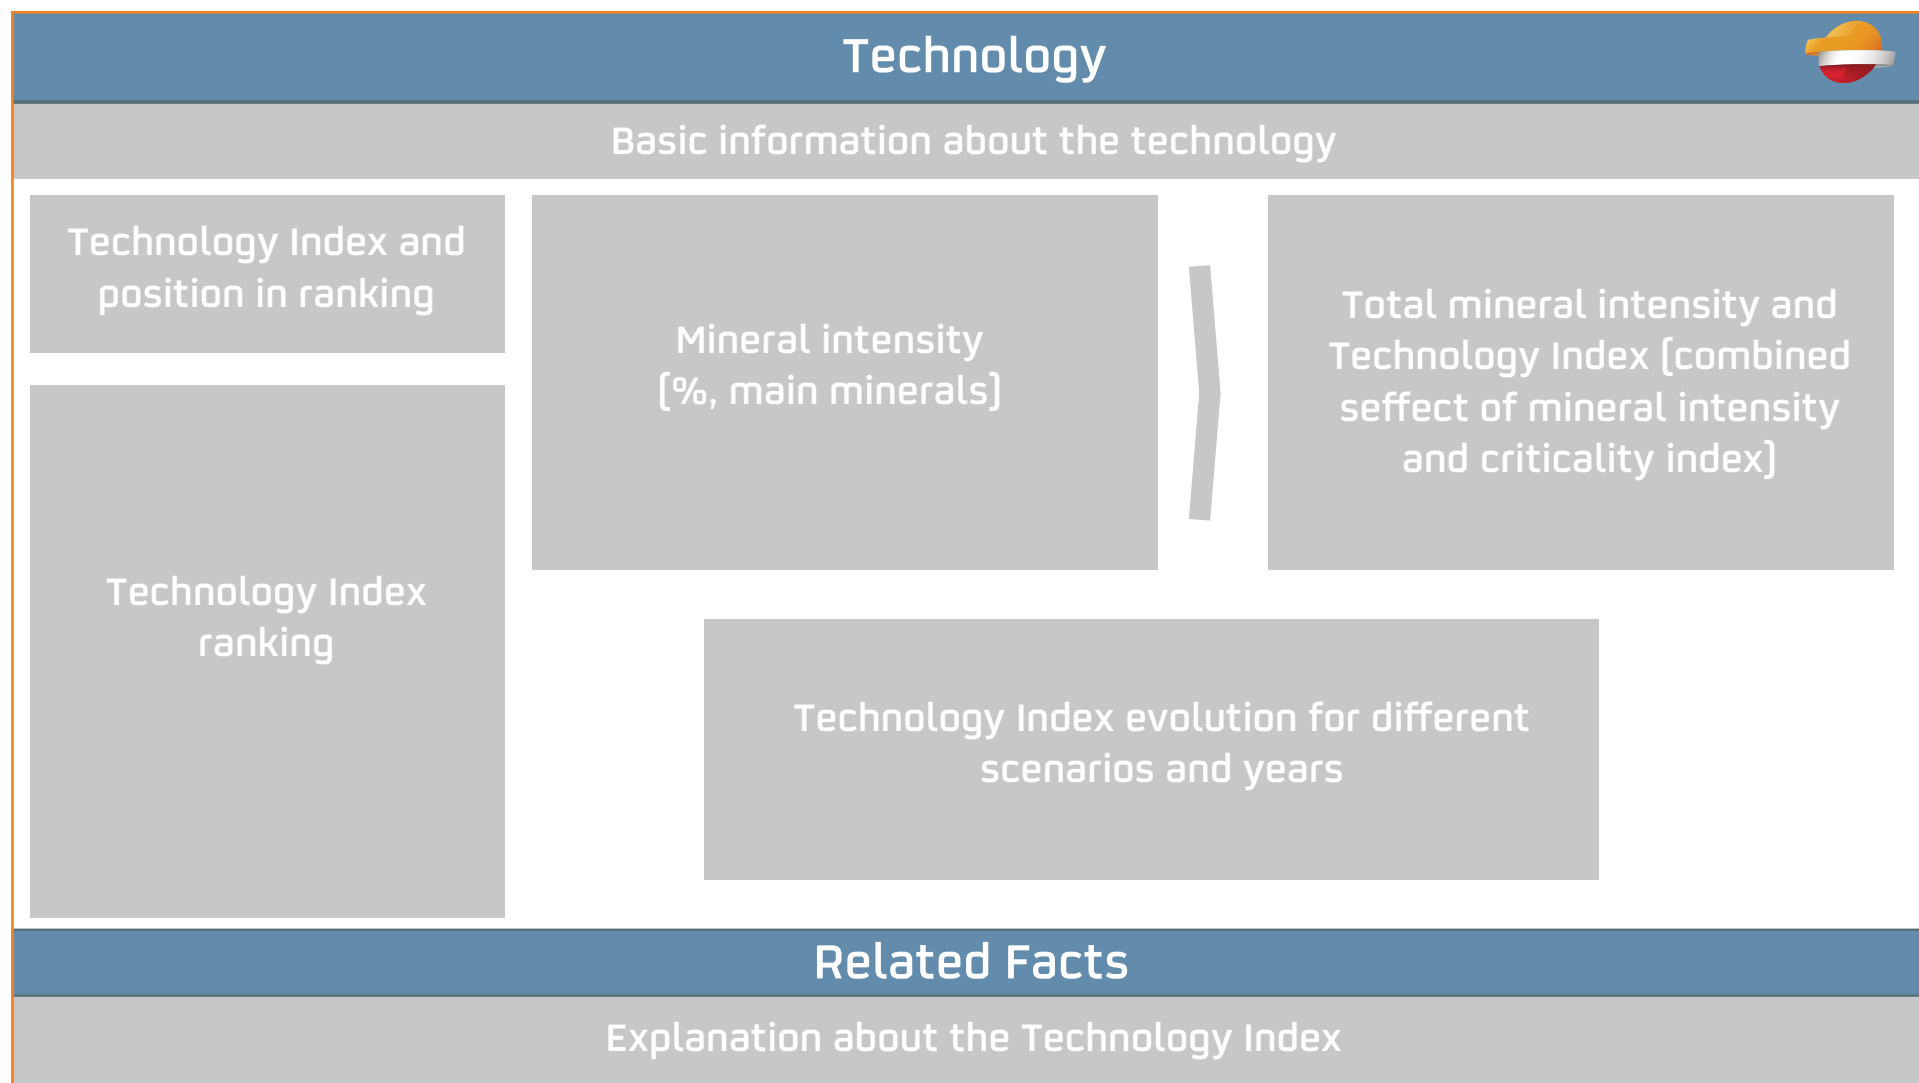 Technology
Basic information about the technology
Technology Index and
position in ranking
Mineral intensity
(%, main minerals)
Total mineral intensity and
Technology Index (combined
seffect of mineral intensity
and criticality index)
Technology Index
ranking
Technology Index evolution for different
scenarios and years
Related Facts
Explanation about the Technology Index